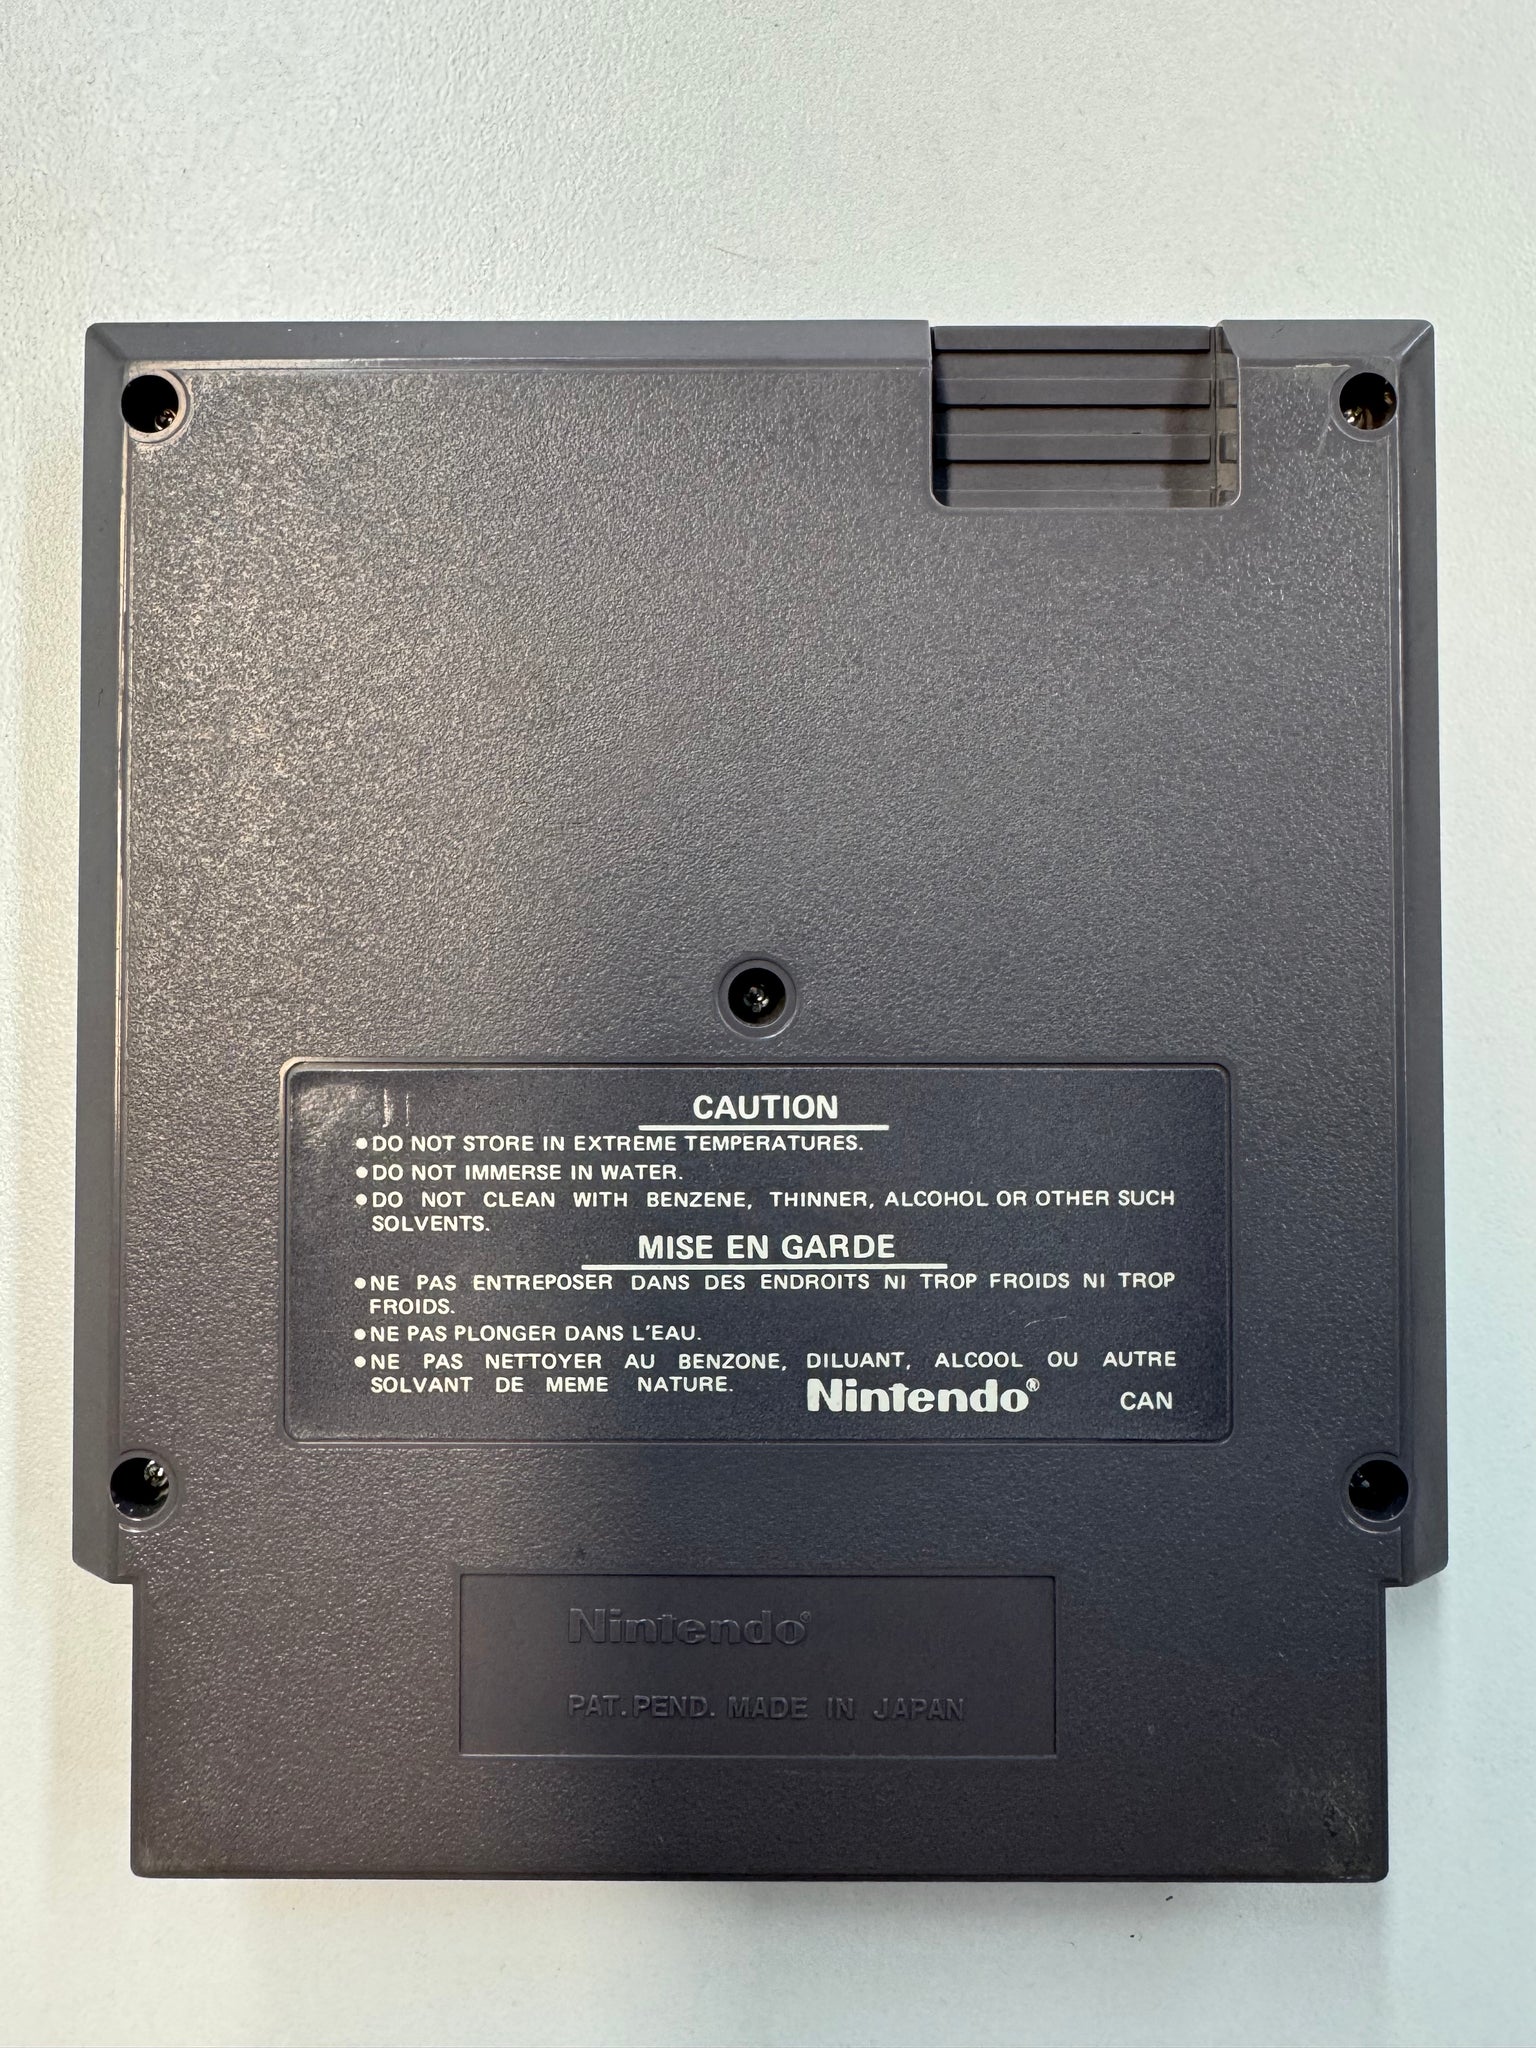 CAUTION
●DO NOT STORE IN EXTREME TEMPERATURES.
●DO NOT IMMERSE IN WATER.
●DO NOT CLEAN WITH BENZENE, THINNER, ALCOHOL OR OTHER SUCH
SOLVENTS.
MISE EN GARDE
●NE PAS ENTREPOSER DANS DES ENDROITS NI TROP FROIDS NI TROP
FROIDS.
●NE PAS PLONGER DANS L'EAU.
●NE PAS NETTOYER AU BENZONE, DILUANT, ALCOOL OU AUTRE
SOLVANT DE MEME NATURE.
Nintendo® CAN
Nintendo®
PAT. PEND. MADE IN JAPAN